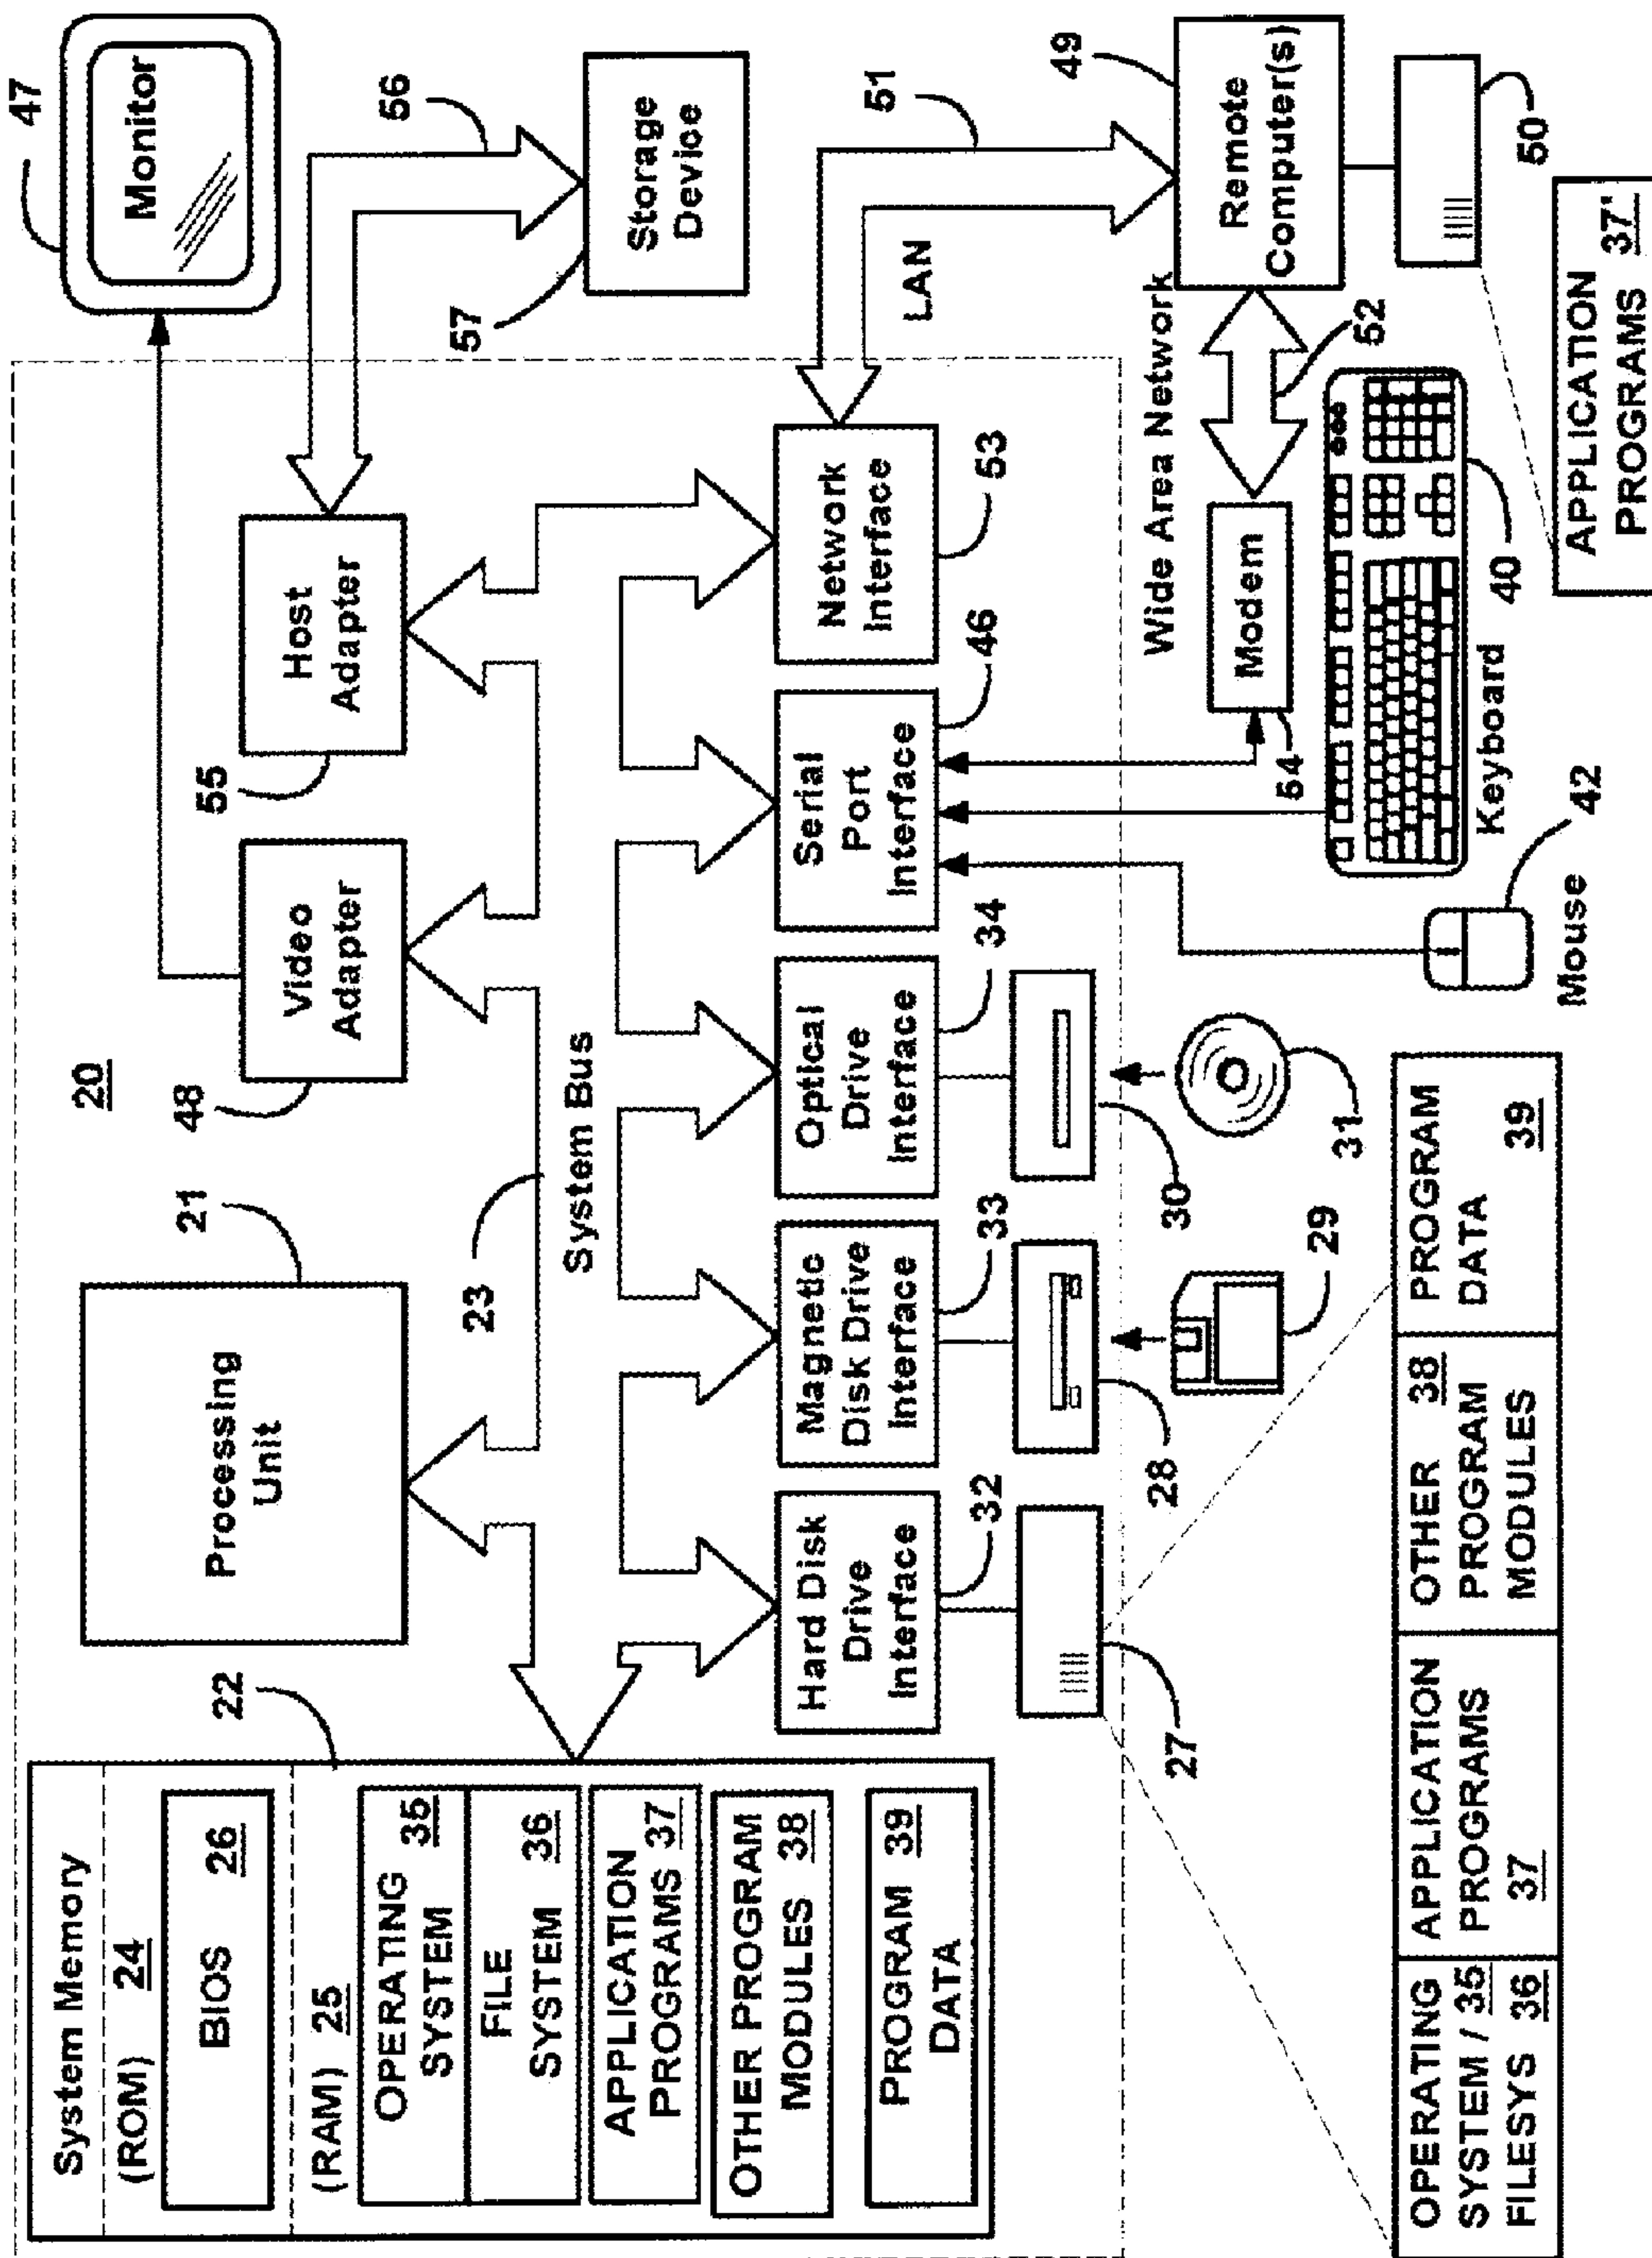 System Memory
(ROM) 24
BIOS 26
(RAM) 25
OPERATING
SYSTEM 35
FILE
SYSTEM 36
APPLICATION
PROGRAMS 37
OTHER PROGRAM
MODULES 38
PROGRAM 39
DATA
22
Processing
Unit
21
20
Video
Adapter
48
Host
Adapter
55
47
Monitor
56
Storage
Device
57
23
System Bus
Hard Disk
Drive
Interface
32
Magnetic
Disk Drive
Interface
33
Optical
Drive
Interface
34
Serial
Port
Interface
46
Network
Interface
53
LAN
51
27
28
29
30
31
Wide Area Network
52
Modem
54
Remote
Computer(s)
49
50
Keyboard
40
Mouse
42
OPERATING
SYSTEM / 35
FILESYS 36
APPLICATION
PROGRAMS
37
OTHER 38
PROGRAM
MODULES
PROGRAM
DATA
39
APPLICATION
PROGRAMS 37'